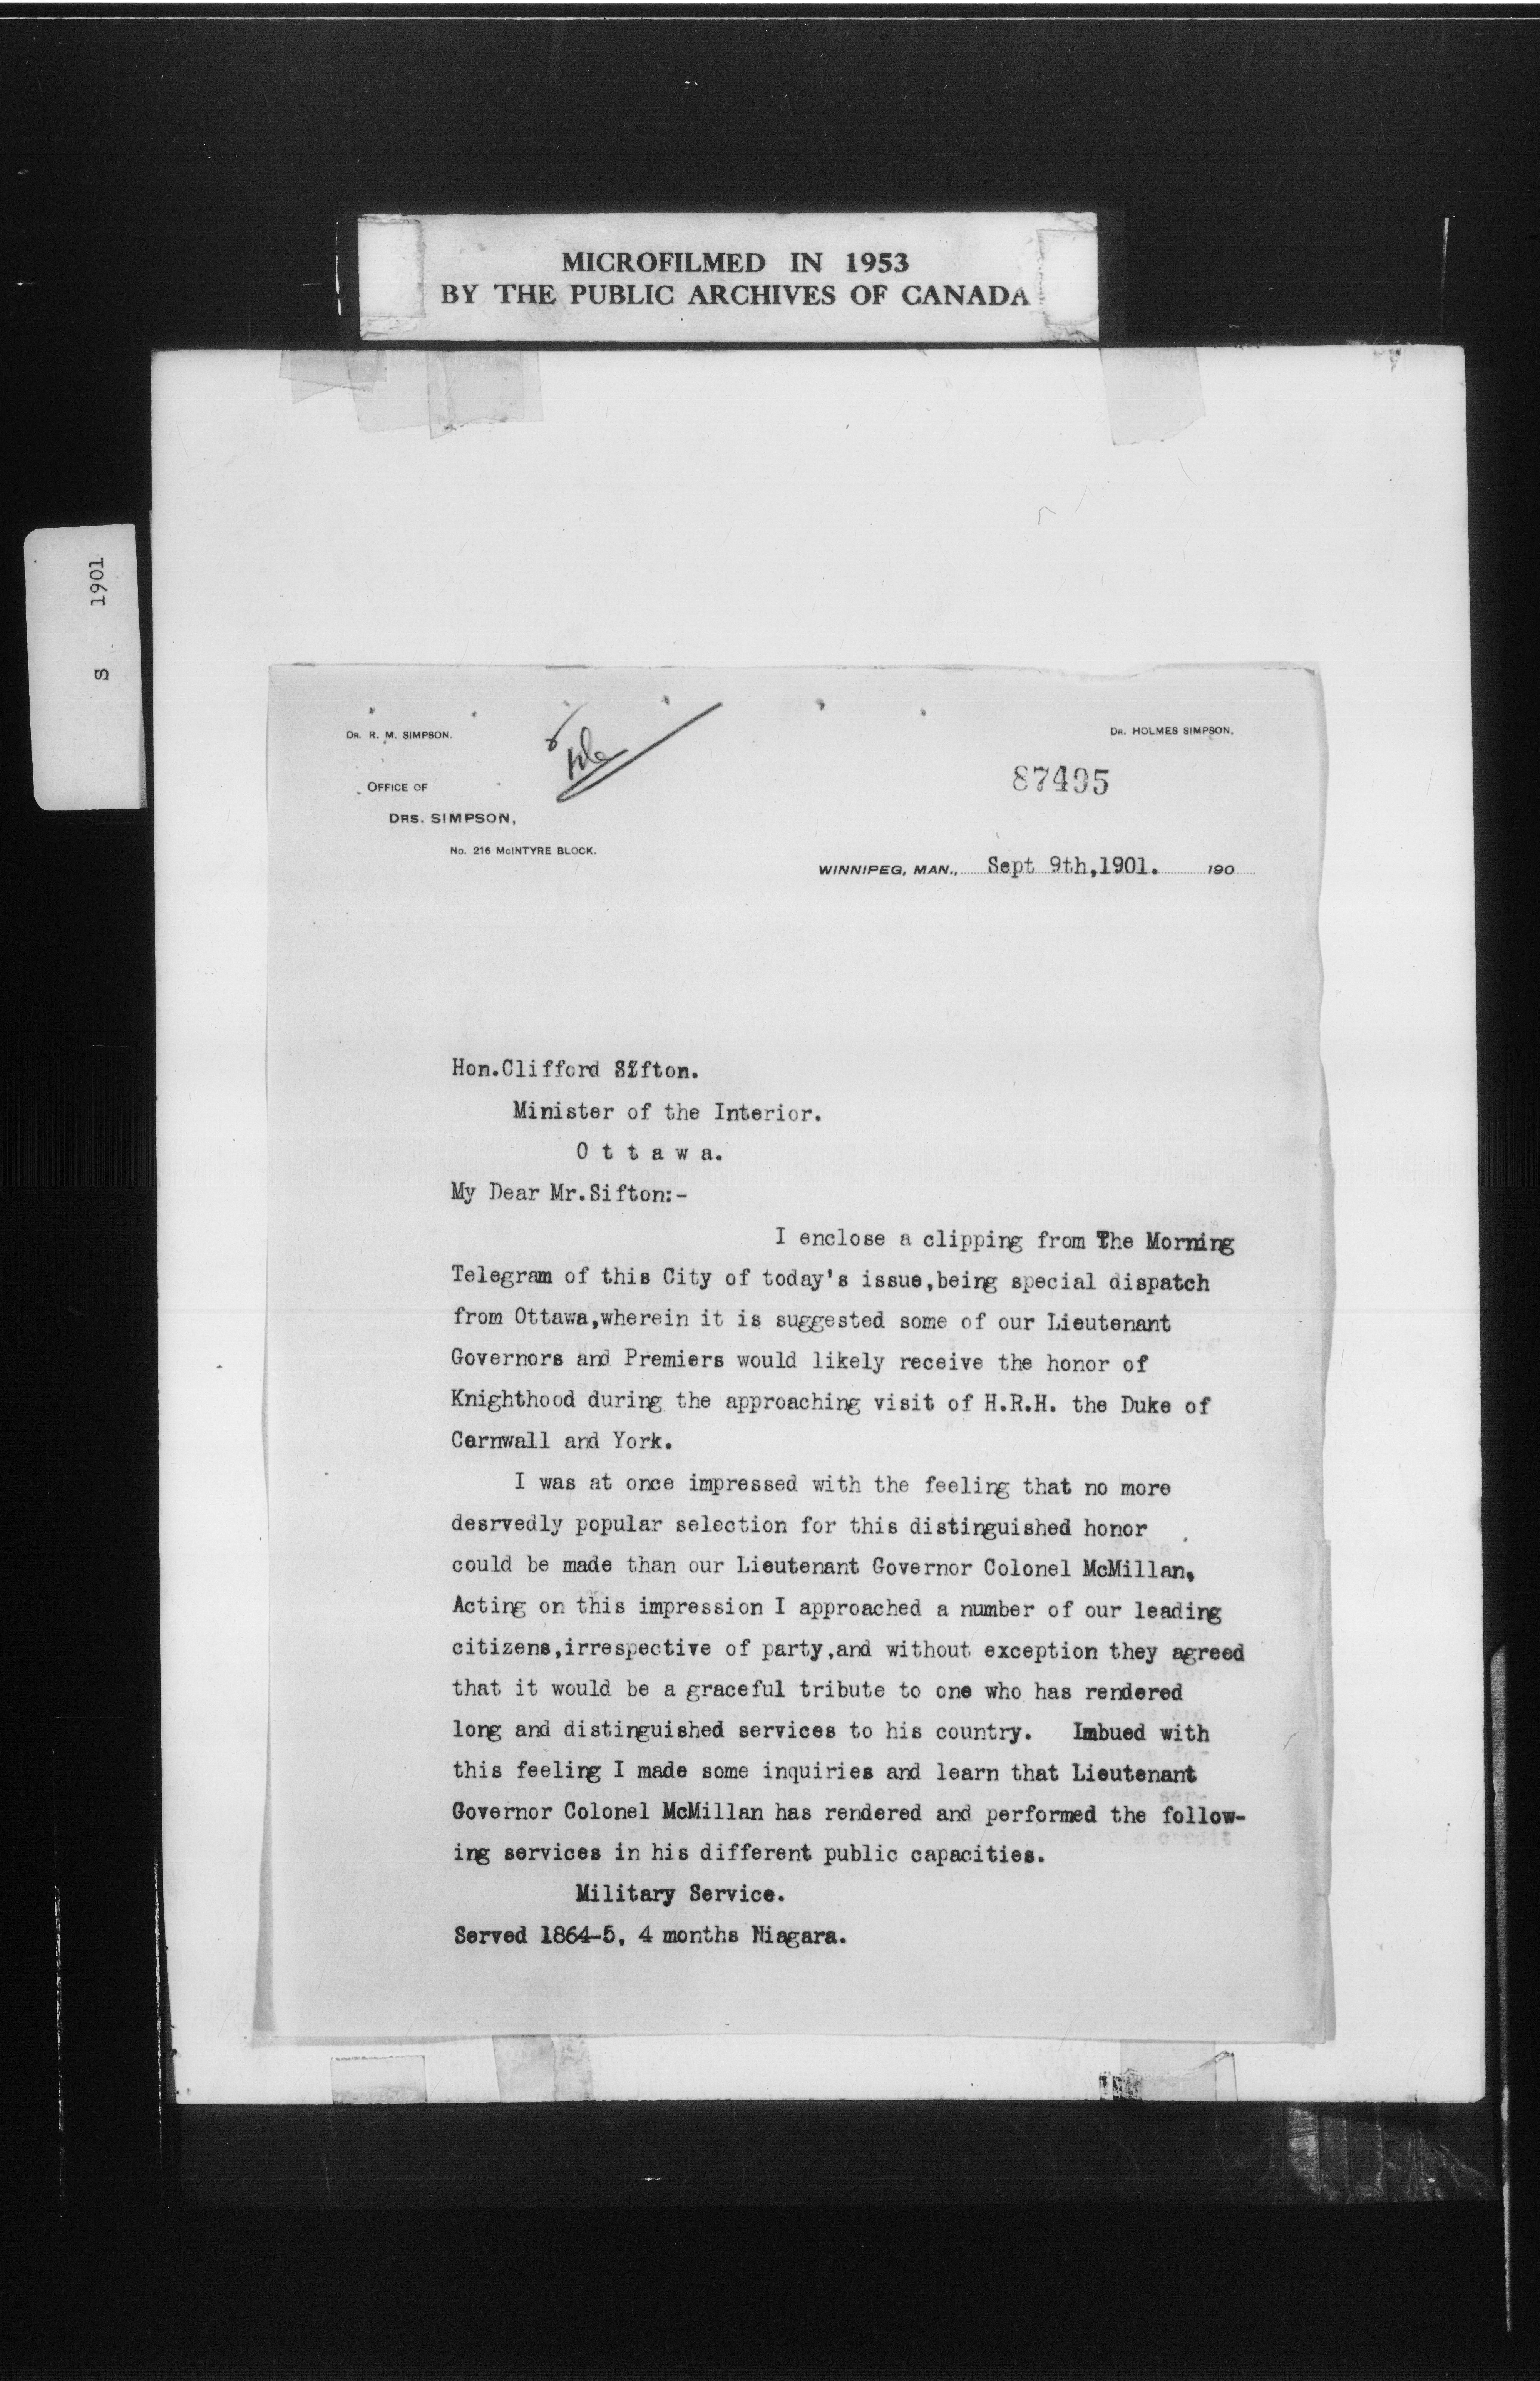 MICROFILMED IN 1953
BY THE PUBLIC ARCHIVES OF CANADA
S 1901
DR. R. M. SIMPSON.
DR. HOLMES SIMPSON.
File
87495
OFFICE OF
DRS. SIMPSON,
No. 216 McINTYRE BLOCK.
WINNIPEG, MAN., Sept 9th,1901. 190
Hon.Clifford Sifton.
Minister of the Interior.
O t t a w a.
My Dear Mr.Sifton:-
I enclose a clipping from The Morning
Telegram of this City of today's issue,being special dispatch
from Ottawa,wherein it is suggested some of our Lieutenant
Governors and Premiers would likely receive the honor of
Knighthood during the approaching visit of H.R.H. the Duke of
Cornwall and York.
I was at once impressed with the feeling that no more
desrvedly popular selection for this distinguished honor
could be made than our Lieutenant Governor Colonel McMillan.
Acting on this impression I approached a number of our leading
citizens,irrespective of party,and without exception they agreed
that it would be a graceful tribute to one who has rendered
long and distinguished services to his country. Imbued with
this feeling I made some inquiries and learn that Lieutenant
Governor Colonel McMillan has rendered and performed the follow-
ing services in his different public capacities.
Military Service.
Served 1864-5, 4 months Niagara.